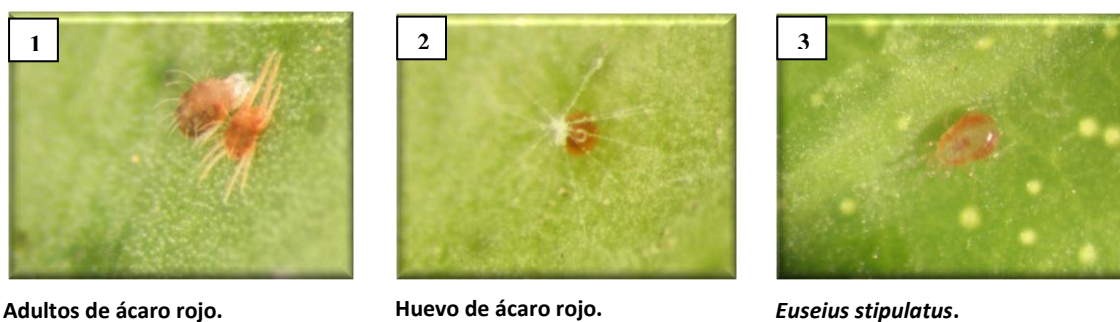 1
2
3
Adultos de ácaro rojo.
Huevo de ácaro rojo.
Euseius stipulatus.